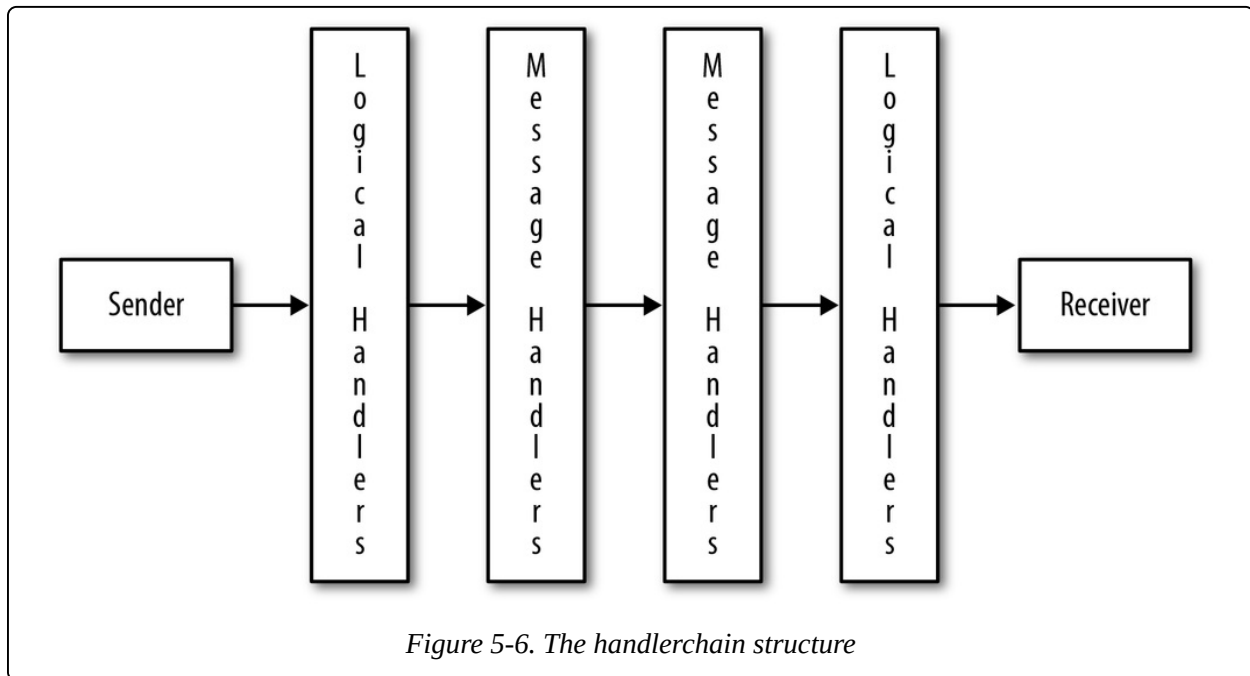 Sender
Logical Handlers
Message Handlers
Message Handlers
Logical Handlers
Receiver
Figure 5-6. The handlerchain structure